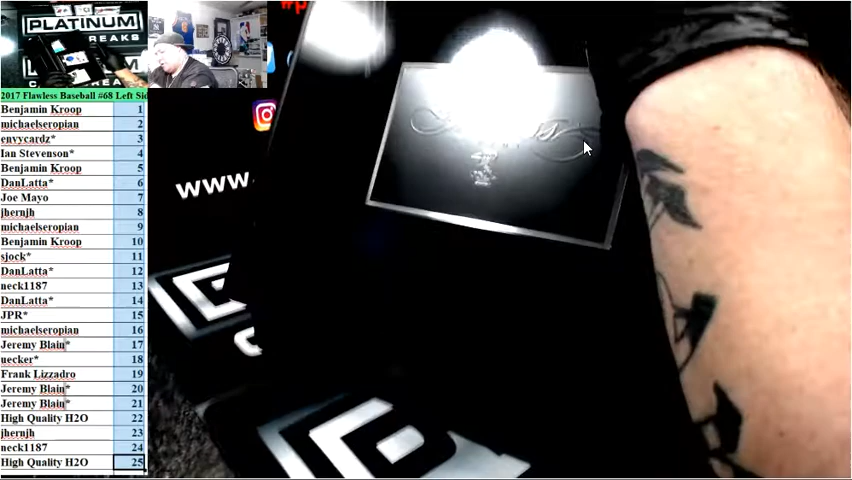 PLATINUM
BREAKS
2017 Flawless Baseball #68 Left Si
Benjamin Kroop 1
michaelseropian 2
envycardz* 3
Ian Stevenson* 4
Benjamin Kroop 5
DanLatta* 6
Joe Mayo 7
jhernjh 8
michaelseropian 9
Benjamin Kroop 10
sjock* 11
DanLatta* 12
neck1187 13
DanLatta* 14
JPR* 15
michaelseropian 16
Jeremy Blain* 17
uecker* 18
Frank Lizzadro 19
Jeremy Blain* 20
Jeremy Blain* 21
High Quality H2O 22
jhernjh 23
neck1187 24
High Quality H2O 25
www.